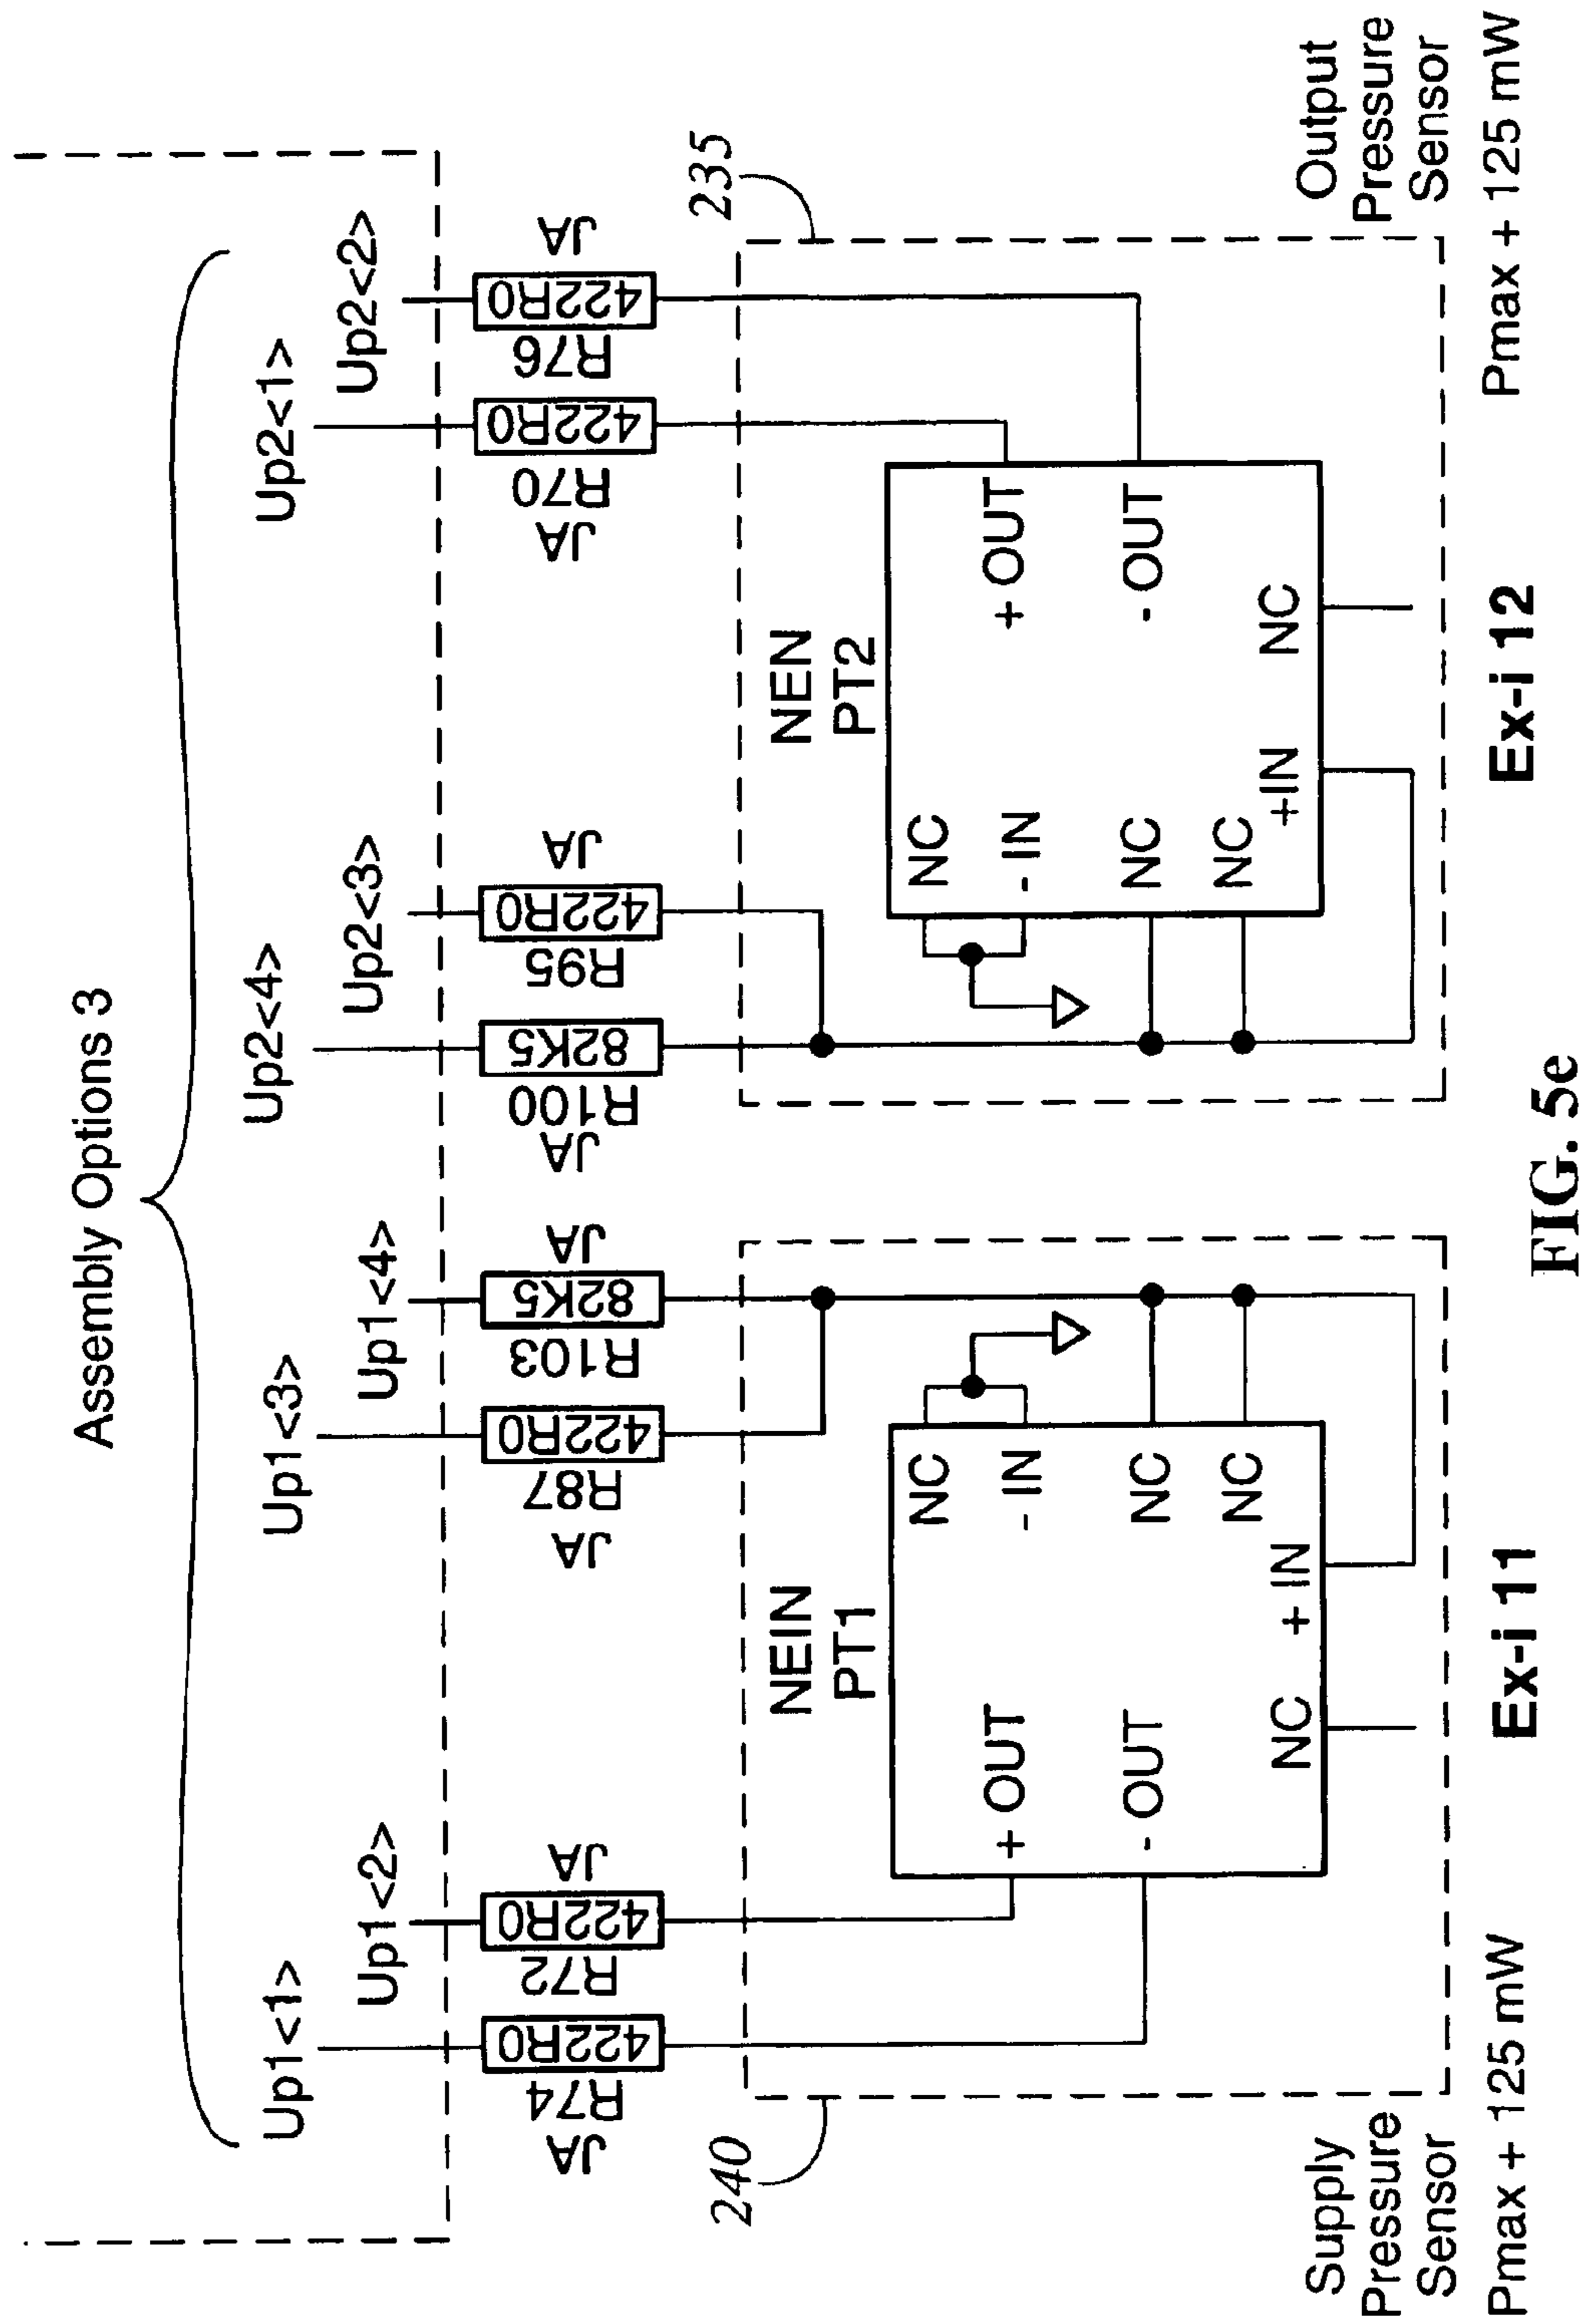 Assembly Options 3
Up1<1>
Up1<2>
Up1<3>
Up1<4>
Up2<4>
Up2<3>
Up2<1>
Up2<2>
JA
R74
422R0
R72
422R0
JA
JA
R87
422R0
R103
82K5
JA
JA
R100
82K5
R95
422R0
JA
JA
R70
422R0
R76
422R0
JA
240
NEIN
PT1
NC
+ OUT
- IN
- OUT
NC
NC
NC
+ IN
235
NEN
PT2
NC
- IN
+ OUT
NC
- OUT
NC
+IN
NC
Supply
Pressure
Sensor
Pmax + 125 mW
Ex-i 11
Ex-i 12
Output
Pressure
Sensor
Pmax + 125 mW
FIG. 5e